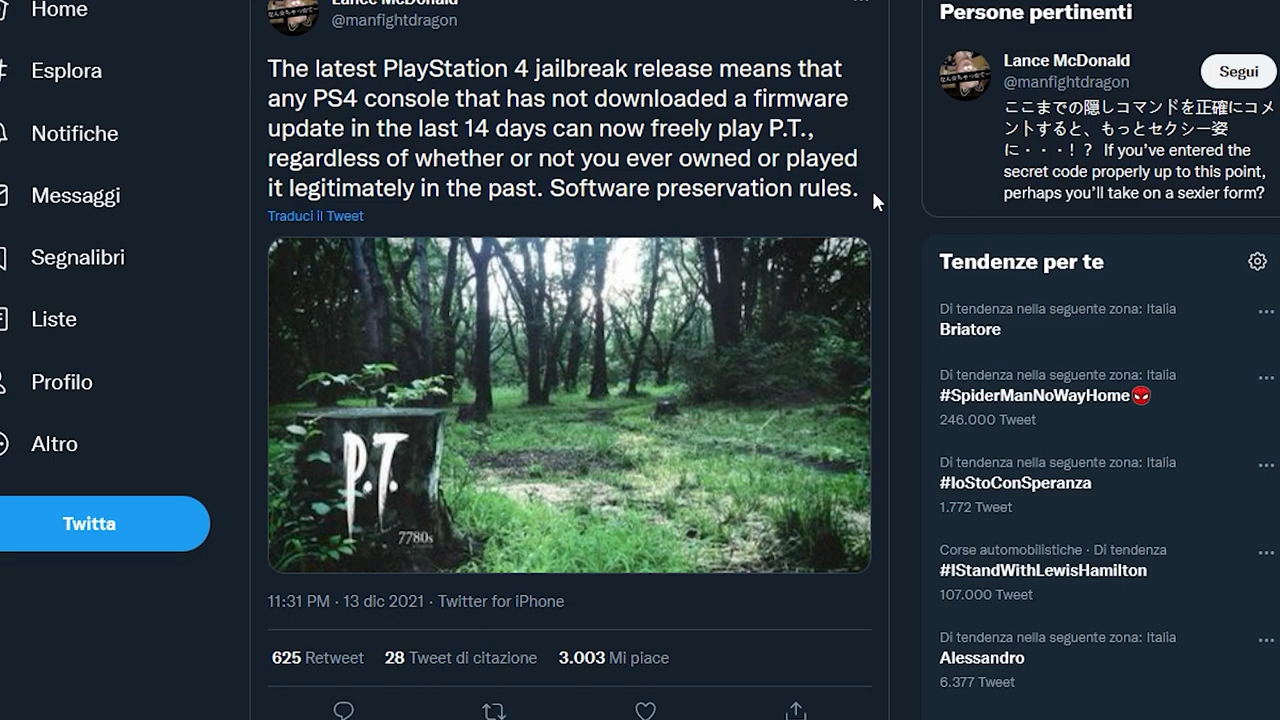 Home
Esplora
Notifiche
Messaggi
Segnalibri
Liste
Profilo
Altro
Twitta
Lance McDonald
@manfightdragon
The latest PlayStation 4 jailbreak release means that
any PS4 console that has not downloaded a firmware
update in the last 14 days can now freely play P.T.,
regardless of whether or not you ever owned or played
it legitimately in the past. Software preservation rules.
Traduci il Tweet
P.T.
7780s
11:31 PM · 13 dic 2021 · Twitter for iPhone
625 Retweet 28 Tweet di citazione 3.003 Mi piace
Persone pertinenti
Lance McDonald
@manfightdragon
Segui
ここまでの隠しコマンドを正確にコメ
ントすると、もっとセクシー姿
に・・・！？ If you've entered the
secret code properly up to this point,
perhaps you'll take on a sexier form?
Tendenze per te
Di tendenza nella seguente zona: Italia
Briatore
Di tendenza nella seguente zona: Italia
#SpiderManNoWayHome
246.000 Tweet
Di tendenza nella seguente zona: Italia
#IoStoConSperanza
1.772 Tweet
Corse automobilistiche · Di tendenza
#IStandWithLewisHamilton
107.000 Tweet
Di tendenza nella seguente zona: Italia
Alessandro
6.377 Tweet